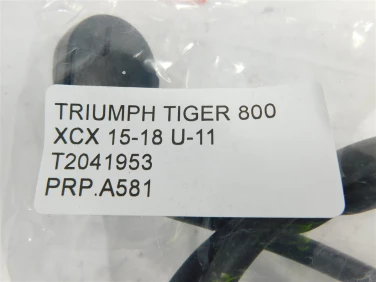 TRIUMPH TIGER 800
XCX 15-18 U-11
T2041953
PRP.A581